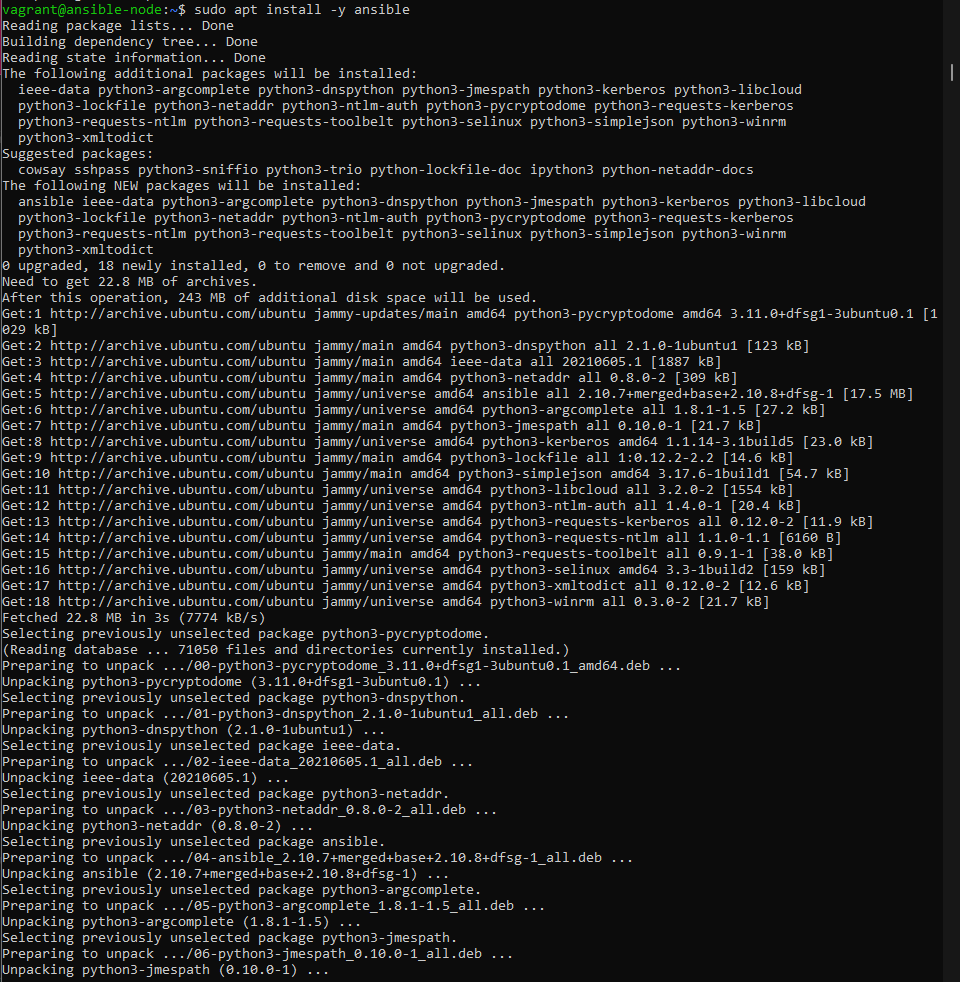 vagrant@ansible-node:~$ sudo apt install -y ansible
Reading package lists... Done
Building dependency tree... Done
Reading state information... Done
The following additional packages will be installed:
  ieee-data python3-argcomplete python3-dnspython python3-jmespath python3-kerberos python3-libcloud
  python3-lockfile python3-netaddr python3-ntlm-auth python3-pycryptodome python3-requests-kerberos
  python3-requests-ntlm python3-requests-toolbelt python3-selinux python3-simplejson python3-winrm
  python3-xmltodict
Suggested packages:
  cowsay sshpass python3-sniffio python3-trio python-lockfile-doc ipython3 python-netaddr-docs
The following NEW packages will be installed:
  ansible ieee-data python3-argcomplete python3-dnspython python3-jmespath python3-kerberos python3-libcloud
  python3-lockfile python3-netaddr python3-ntlm-auth python3-pycryptodome python3-requests-kerberos
  python3-requests-ntlm python3-requests-toolbelt python3-selinux python3-simplejson python3-winrm
  python3-xmltodict
0 upgraded, 18 newly installed, 0 to remove and 0 not upgraded.
Need to get 22.8 MB of archives.
After this operation, 243 MB of additional disk space will be used.
Get:1 http://archive.ubuntu.com/ubuntu jammy-updates/main amd64 python3-pycryptodome amd64 3.11.0+dfsg1-3ubuntu0.1 [1
029 kB]
Get:2 http://archive.ubuntu.com/ubuntu jammy/main amd64 python3-dnspython all 2.1.0-1ubuntu1 [123 kB]
Get:3 http://archive.ubuntu.com/ubuntu jammy/main amd64 ieee-data all 20210605.1 [1887 kB]
Get:4 http://archive.ubuntu.com/ubuntu jammy/main amd64 python3-netaddr all 0.8.0-2 [309 kB]
Get:5 http://archive.ubuntu.com/ubuntu jammy/universe amd64 ansible all 2.10.7+merged+base+2.10.8+dfsg-1 [17.5 MB]
Get:6 http://archive.ubuntu.com/ubuntu jammy/universe amd64 python3-argcomplete all 1.8.1-1.5 [27.2 kB]
Get:7 http://archive.ubuntu.com/ubuntu jammy/main amd64 python3-jmespath all 0.10.0-1 [21.7 kB]
Get:8 http://archive.ubuntu.com/ubuntu jammy/universe amd64 python3-kerberos amd64 1.1.14-3.1build5 [23.0 kB]
Get:9 http://archive.ubuntu.com/ubuntu jammy/main amd64 python3-lockfile all 1:0.12.2-2.2 [14.6 kB]
Get:10 http://archive.ubuntu.com/ubuntu jammy/main amd64 python3-simplejson amd64 3.17.6-1build1 [54.7 kB]
Get:11 http://archive.ubuntu.com/ubuntu jammy/universe amd64 python3-libcloud all 3.2.0-2 [1554 kB]
Get:12 http://archive.ubuntu.com/ubuntu jammy/universe amd64 python3-ntlm-auth all 1.4.0-1 [20.4 kB]
Get:13 http://archive.ubuntu.com/ubuntu jammy/universe amd64 python3-requests-kerberos all 0.12.0-2 [11.9 kB]
Get:14 http://archive.ubuntu.com/ubuntu jammy/universe amd64 python3-requests-ntlm all 1.1.0-1.1 [6160 B]
Get:15 http://archive.ubuntu.com/ubuntu jammy/main amd64 python3-requests-toolbelt all 0.9.1-1 [38.0 kB]
Get:16 http://archive.ubuntu.com/ubuntu jammy/universe amd64 python3-selinux amd64 3.3-1build2 [159 kB]
Get:17 http://archive.ubuntu.com/ubuntu jammy/universe amd64 python3-xmltodict all 0.12.0-2 [12.6 kB]
Get:18 http://archive.ubuntu.com/ubuntu jammy/universe amd64 python3-winrm all 0.3.0-2 [21.7 kB]
Fetched 22.8 MB in 3s (7774 kB/s)
Selecting previously unselected package python3-pycryptodome.
(Reading database ... 71050 files and directories currently installed.)
Preparing to unpack .../00-python3-pycryptodome_3.11.0+dfsg1-3ubuntu0.1_amd64.deb ...
Unpacking python3-pycryptodome (3.11.0+dfsg1-3ubuntu0.1) ...
Selecting previously unselected package python3-dnspython.
Preparing to unpack .../01-python3-dnspython_2.1.0-1ubuntu1_all.deb ...
Unpacking python3-dnspython (2.1.0-1ubuntu1) ...
Selecting previously unselected package ieee-data.
Preparing to unpack .../02-ieee-data_20210605.1_all.deb ...
Unpacking ieee-data (20210605.1) ...
Selecting previously unselected package python3-netaddr.
Preparing to unpack .../03-python3-netaddr_0.8.0-2_all.deb ...
Unpacking python3-netaddr (0.8.0-2) ...
Selecting previously unselected package ansible.
Preparing to unpack .../04-ansible_2.10.7+merged+base+2.10.8+dfsg-1_all.deb ...
Unpacking ansible (2.10.7+merged+base+2.10.8+dfsg-1) ...
Selecting previously unselected package python3-argcomplete.
Preparing to unpack .../05-python3-argcomplete_1.8.1-1.5_all.deb ...
Unpacking python3-argcomplete (1.8.1-1.5) ...
Selecting previously unselected package python3-jmespath.
Preparing to unpack .../06-python3-jmespath_0.10.0-1_all.deb ...
Unpacking python3-jmespath (0.10.0-1) ...